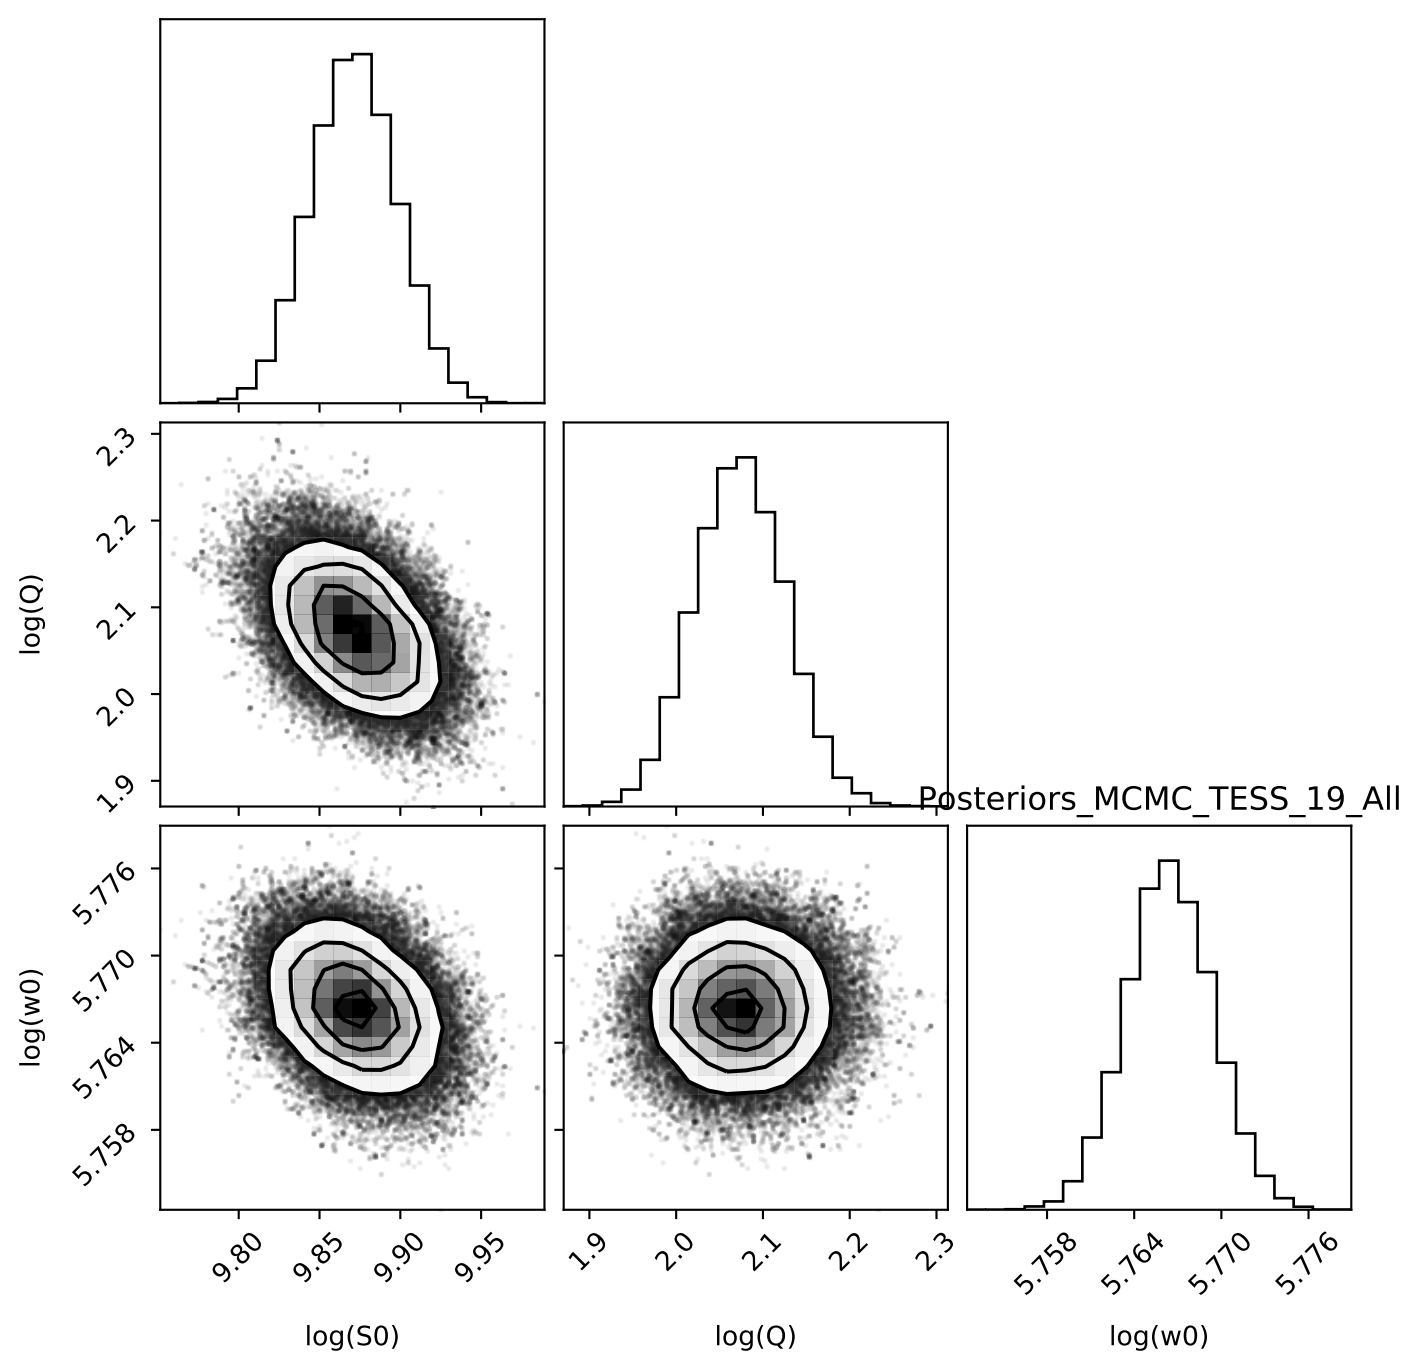 2.3
2.2
2.1
2.0
1.9
log(Q)
Posteriors_MCMC_TESS_19_All
5.776
5.770
5.764
5.758
log(w0)
9.80 9.85 9.90 9.95
1.9 2.0 2.1 2.2 2.3
5.758 5.764 5.770 5.776
log(S0) log(Q) log(w0)